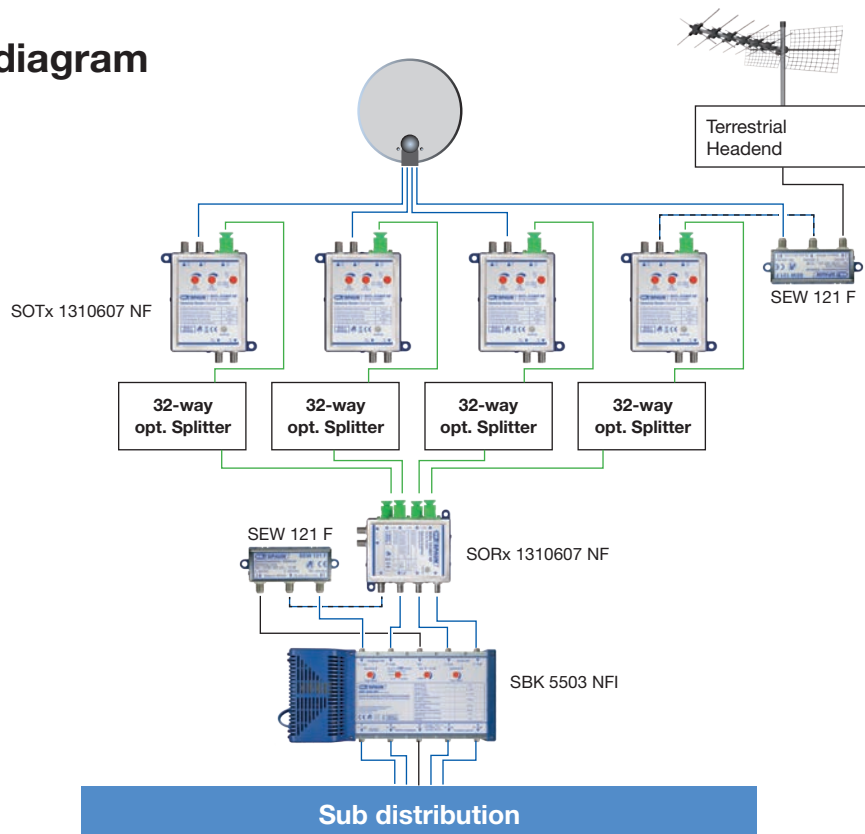 diagram
Terrestrial
Headend
SOTx 1310607 NF
SEW 121 F
32-way
opt. Splitter
32-way
opt. Splitter
32-way
opt. Splitter
32-way
opt. Splitter
SEW 121 F
SORx 1310607 NF
SBK 5503 NFI
Sub distribution